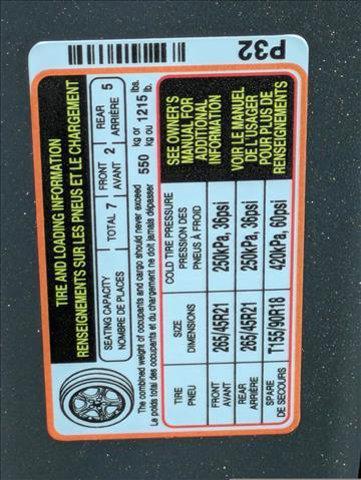 P32
TIRE AND LOADING INFORMATION
RENSEIGNEMENTS SUR LES PNEUS ET LE CHARGEMENT
SEATING CAPACITY
NOMBRE DE PLACES
TOTAL 7
FRONT
AVANT 2
REAR
ARRIÈRE 5
The combined weight of occupants and cargo should never exceed
Le poids total des occupants et du chargement ne doit jamais dépasser
550 kg or
kg ou 1215 lbs.
lb.
TIRE
PNEU
SIZE
DIMENSIONS
COLD TIRE PRESSURE
PRESSION DES
PNEUS À FROID
FRONT
AVANT
265/45R21
250kPa, 36psi
REAR
ARRIÈRE
265/45R21
250kPa, 36psi
SPARE
DE SECOURS
T155/90R18
420kPa, 60psi
SEE OWNER'S
MANUAL FOR
ADDITIONAL
INFORMATION
VOIR LE MANUEL
DE L'USAGER
POUR PLUS DE
RENSEIGNEMENTS